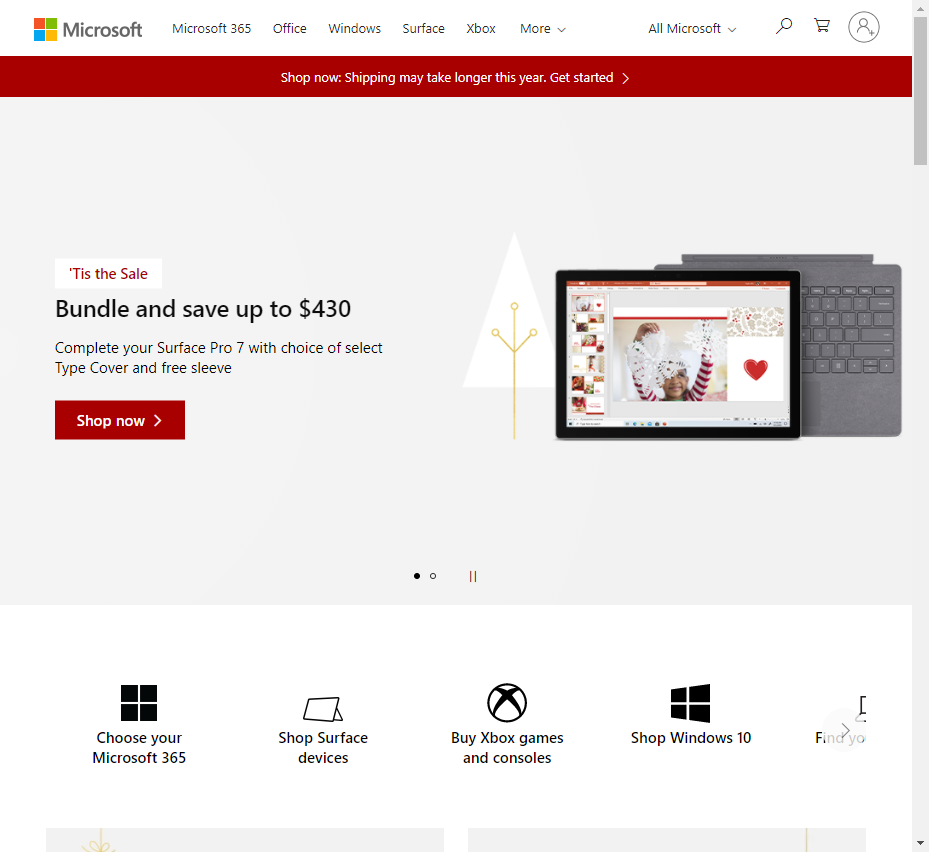 Microsoft
Microsoft 365 Office Windows Surface Xbox More All Microsoft
Shop now: Shipping may take longer this year. Get started
'Tis the Sale
Bundle and save up to $430
Complete your Surface Pro 7 with choice of select
Type Cover and free sleeve
Shop now
Choose your
Microsoft 365
Shop Surface
devices
Buy Xbox games
and consoles
Shop Windows 10
Find yo